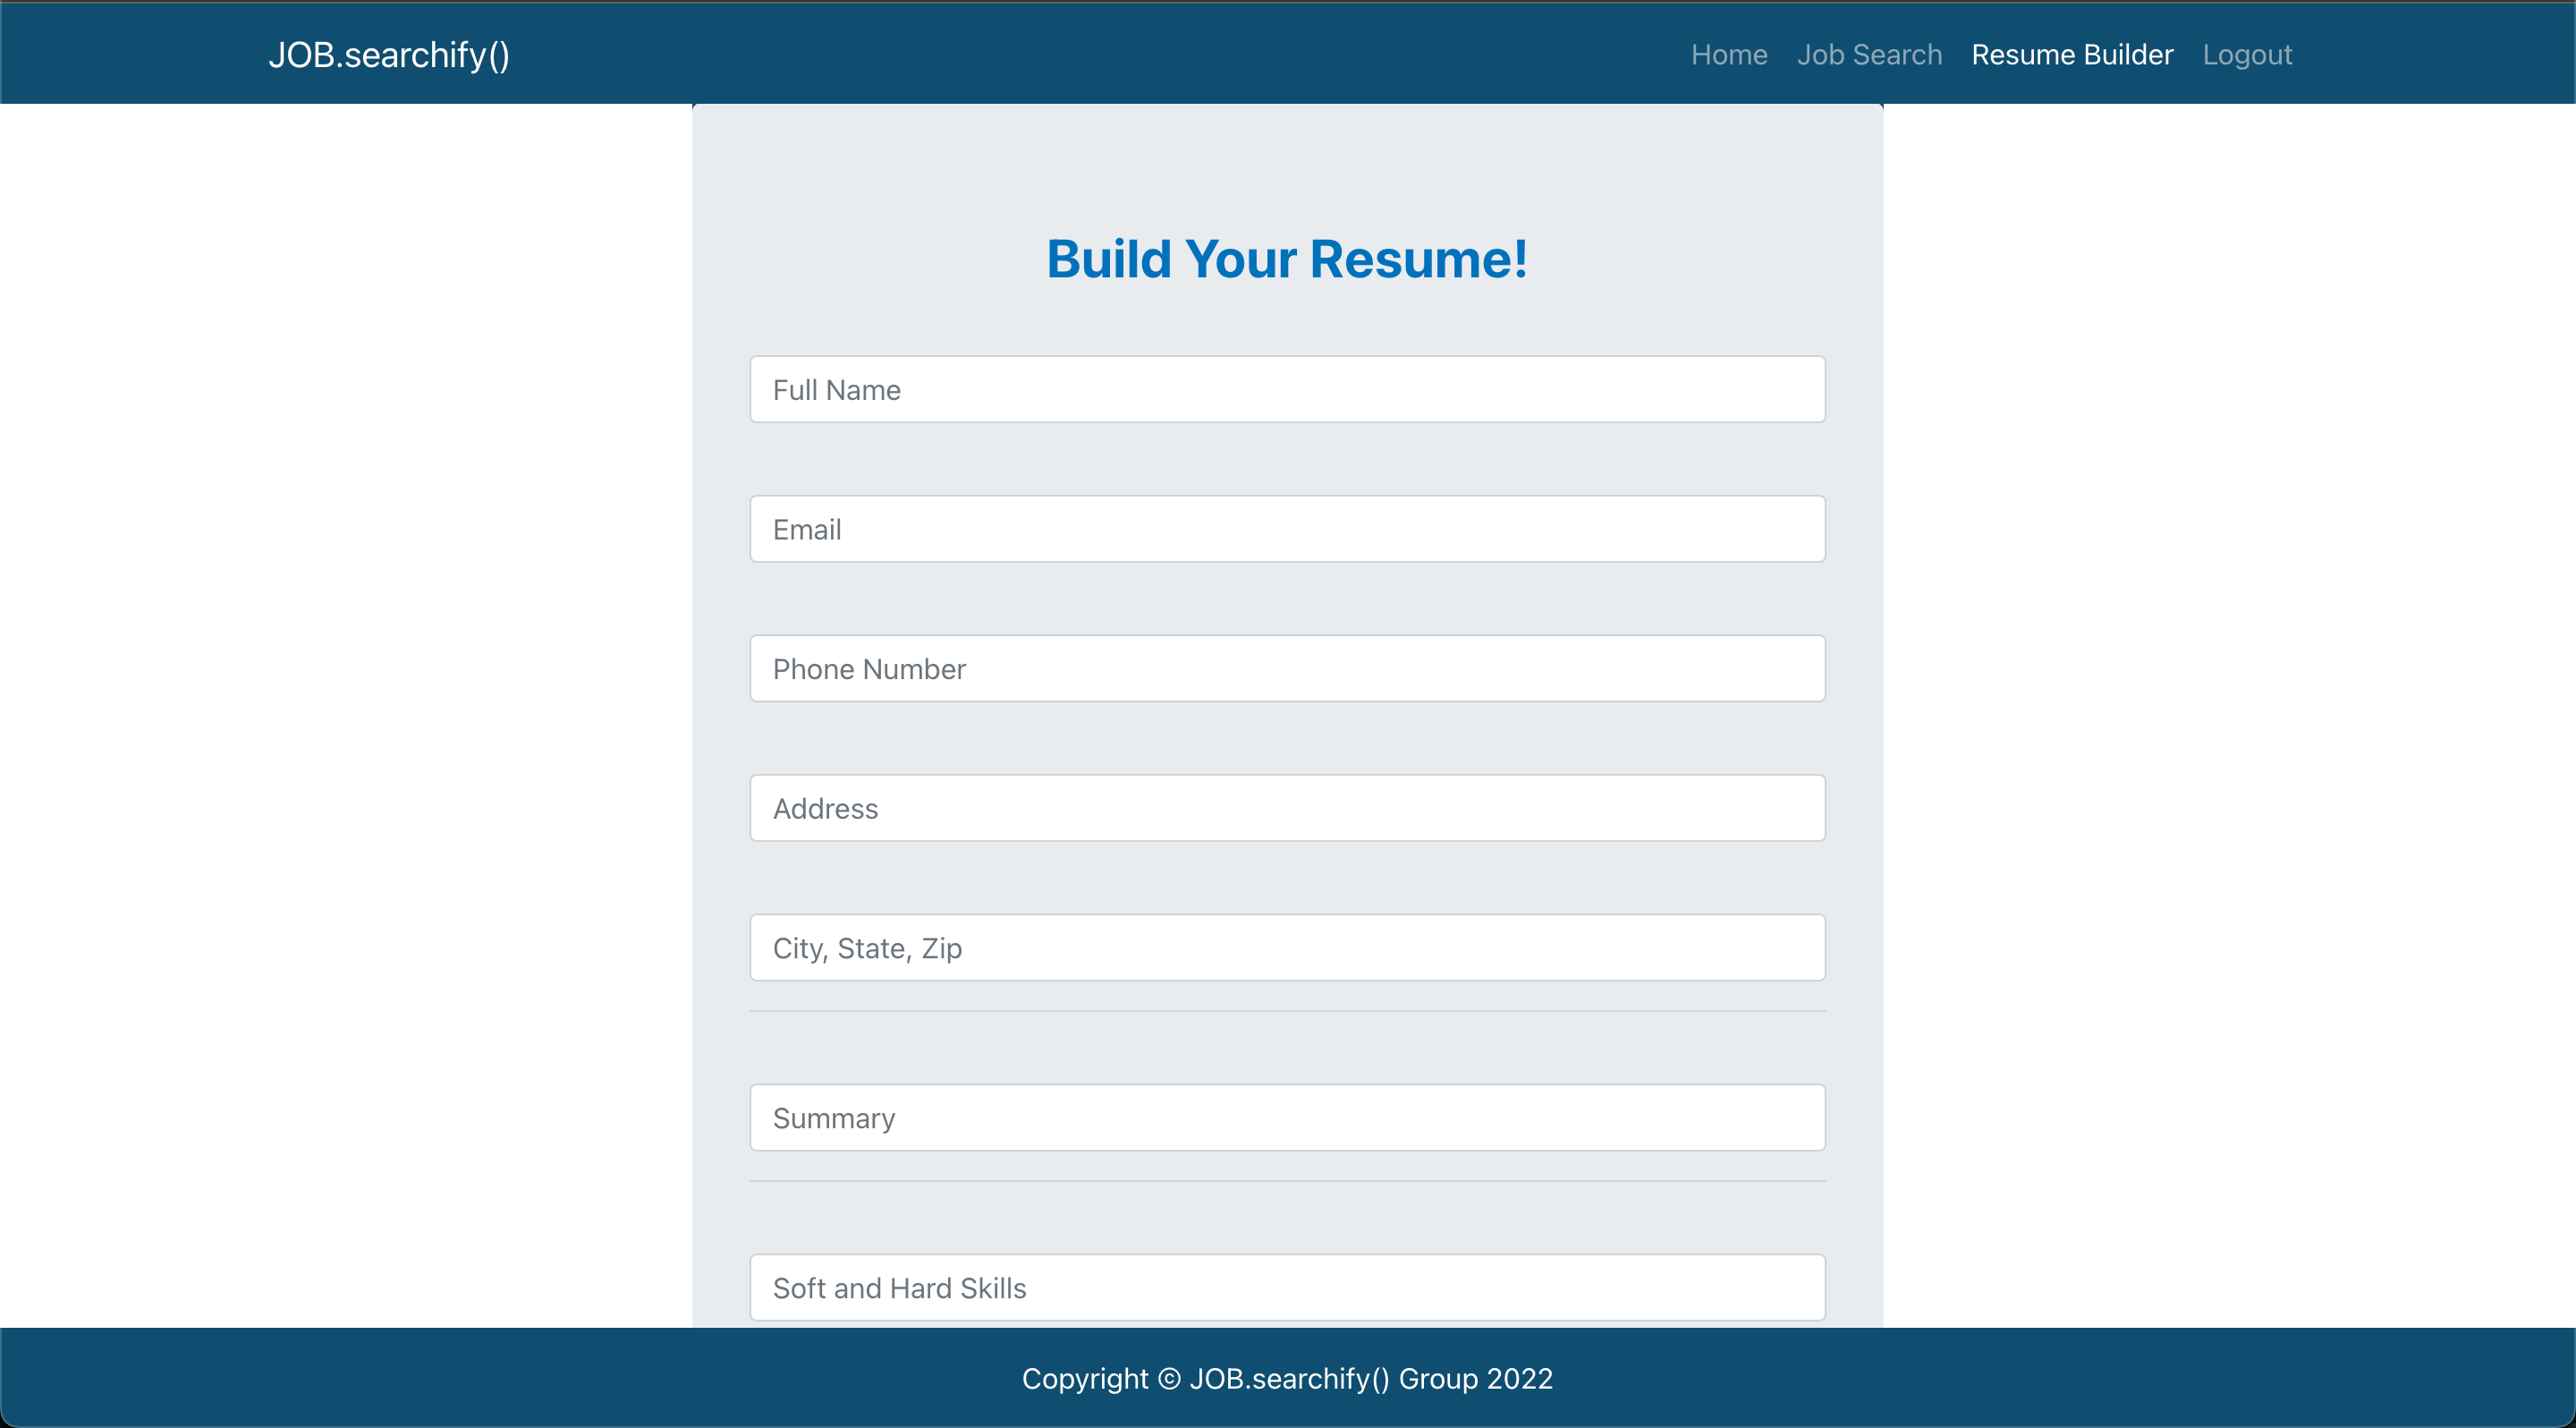 JOB.searchify()
Home Job Search Resume Builder Logout
Build Your Resume!
Full Name
Email
Phone Number
Address
City, State, Zip
Summary
Soft and Hard Skills
Copyright © JOB.searchify() Group 2022